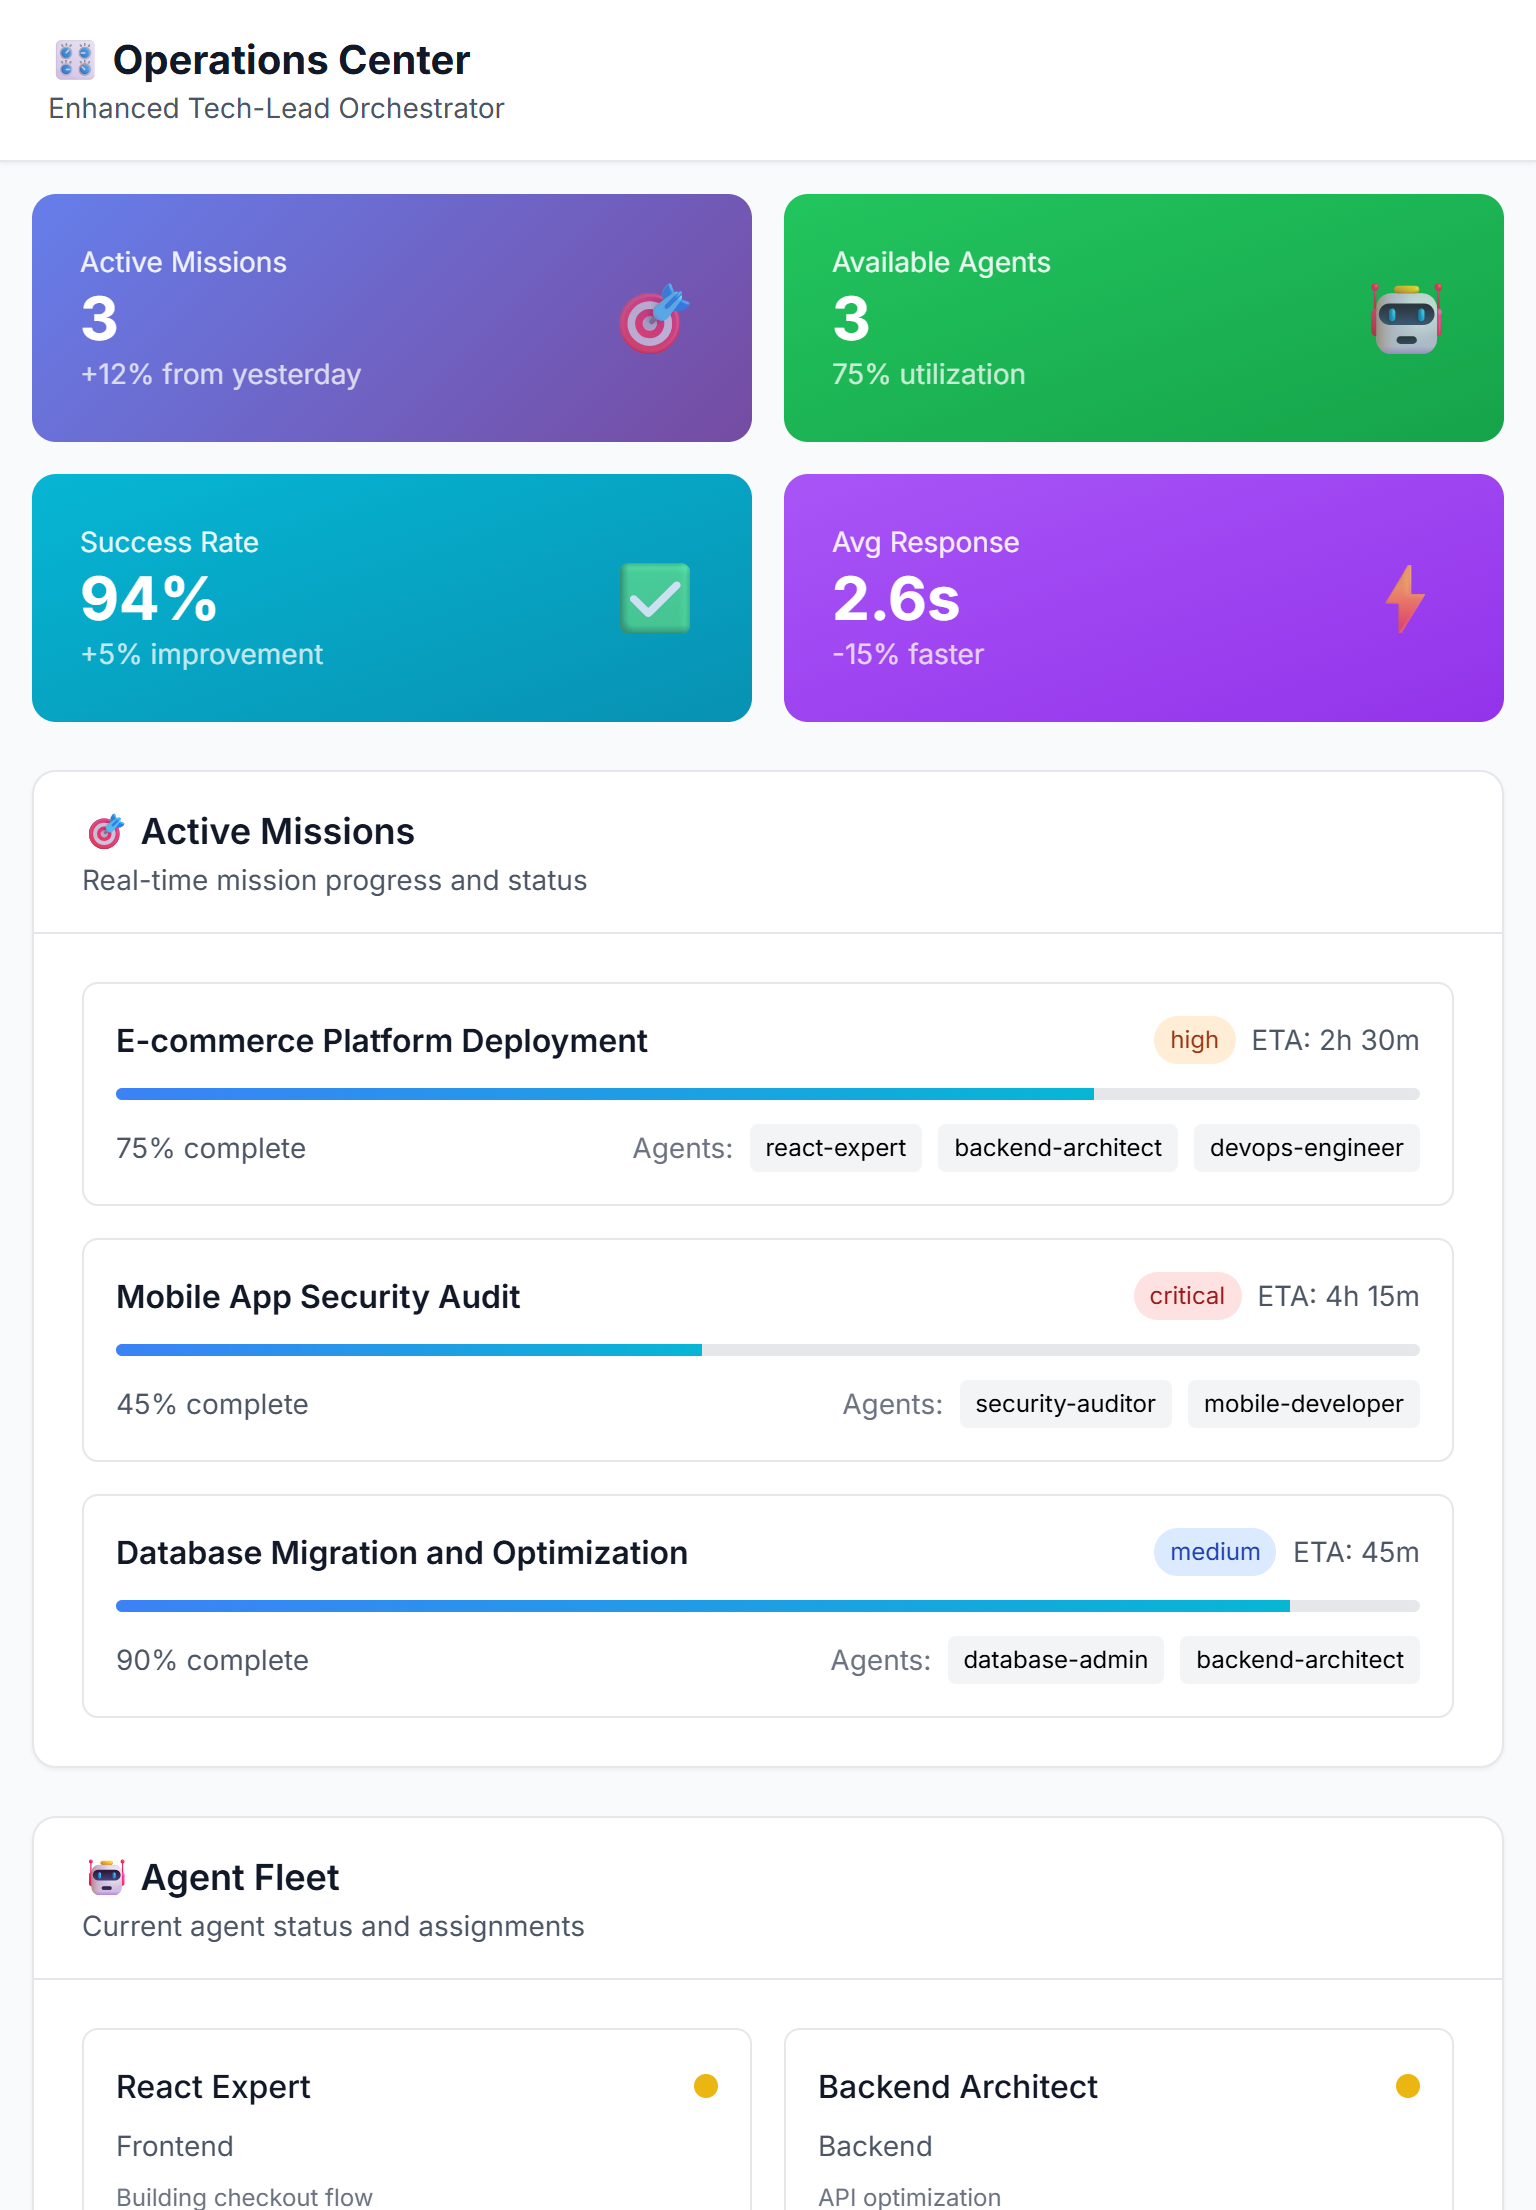 Operations Center
Enhanced Tech-Lead Orchestrator
Active Missions
3
+12% from yesterday
Available Agents
3
75% utilization
Success Rate
94%
+5% improvement
Avg Response
2.6s
-15% faster
Active Missions
Real-time mission progress and status
E-commerce Platform Deployment
high ETA: 2h 30m
75% complete
Agents: react-expert backend-architect devops-engineer
Mobile App Security Audit
critical ETA: 4h 15m
45% complete
Agents: security-auditor mobile-developer
Database Migration and Optimization
medium ETA: 45m
90% complete
Agents: database-admin backend-architect
Agent Fleet
Current agent status and assignments
React Expert
Frontend
Building checkout flow
Backend Architect
Backend
API optimization